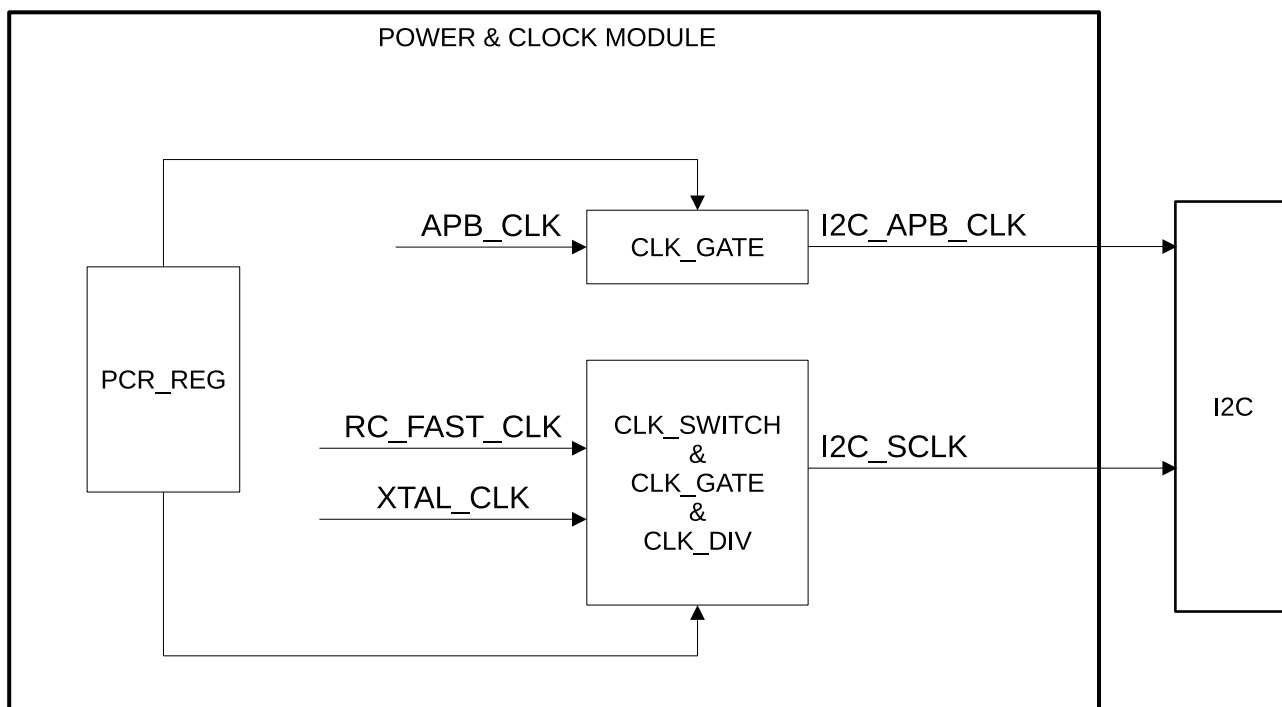 POWER & CLOCK MODULE
APB_CLK
CLK_GATE
I2C_APB_CLK
PCR_REG
RC_FAST_CLK
XTAL_CLK
CLK_SWITCH
&
CLK_GATE
&
CLK_DIV
I2C_SCLK
I2C